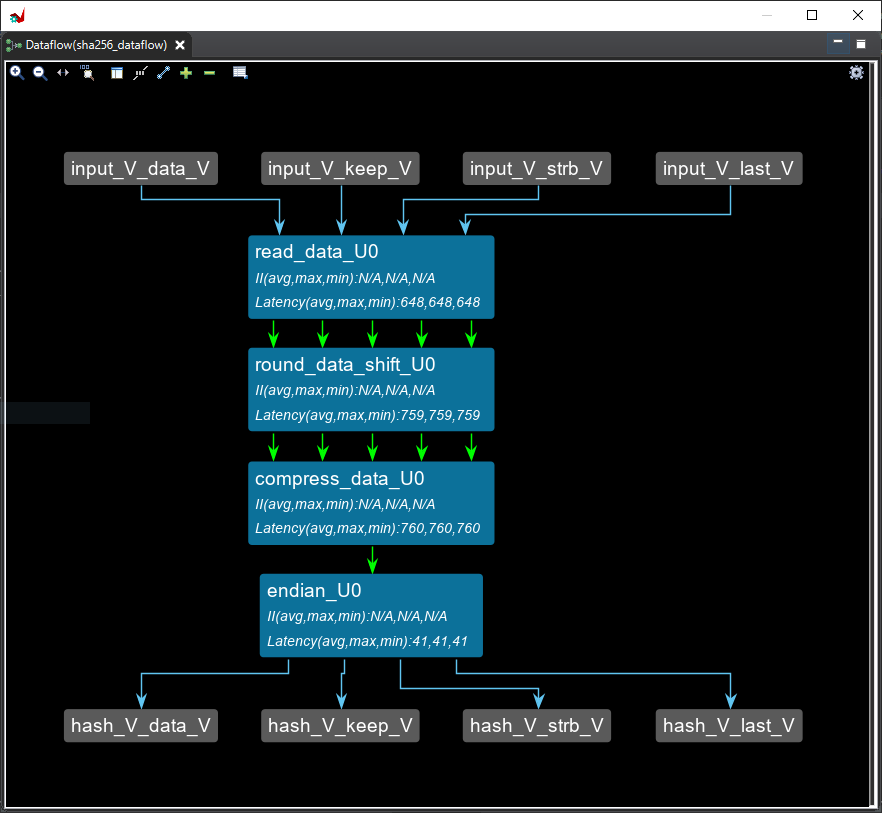 Dataflow(sha256_dataflow)
input_V_data_V
input_V_keep_V
input_V_strb_V
input_V_last_V
read_data_U0
II(avg,max,min):N/A,N/A,N/A
Latency(avg,max,min):648,648,648
round_data_shift_U0
II(avg,max,min):N/A,N/A,N/A
Latency(avg,max,min):759,759,759
compress_data_U0
II(avg,max,min):N/A,N/A,N/A
Latency(avg,max,min):760,760,760
endian_U0
II(avg,max,min):N/A,N/A,N/A
Latency(avg,max,min):41,41,41
hash_V_data_V
hash_V_keep_V
hash_V_strb_V
hash_V_last_V